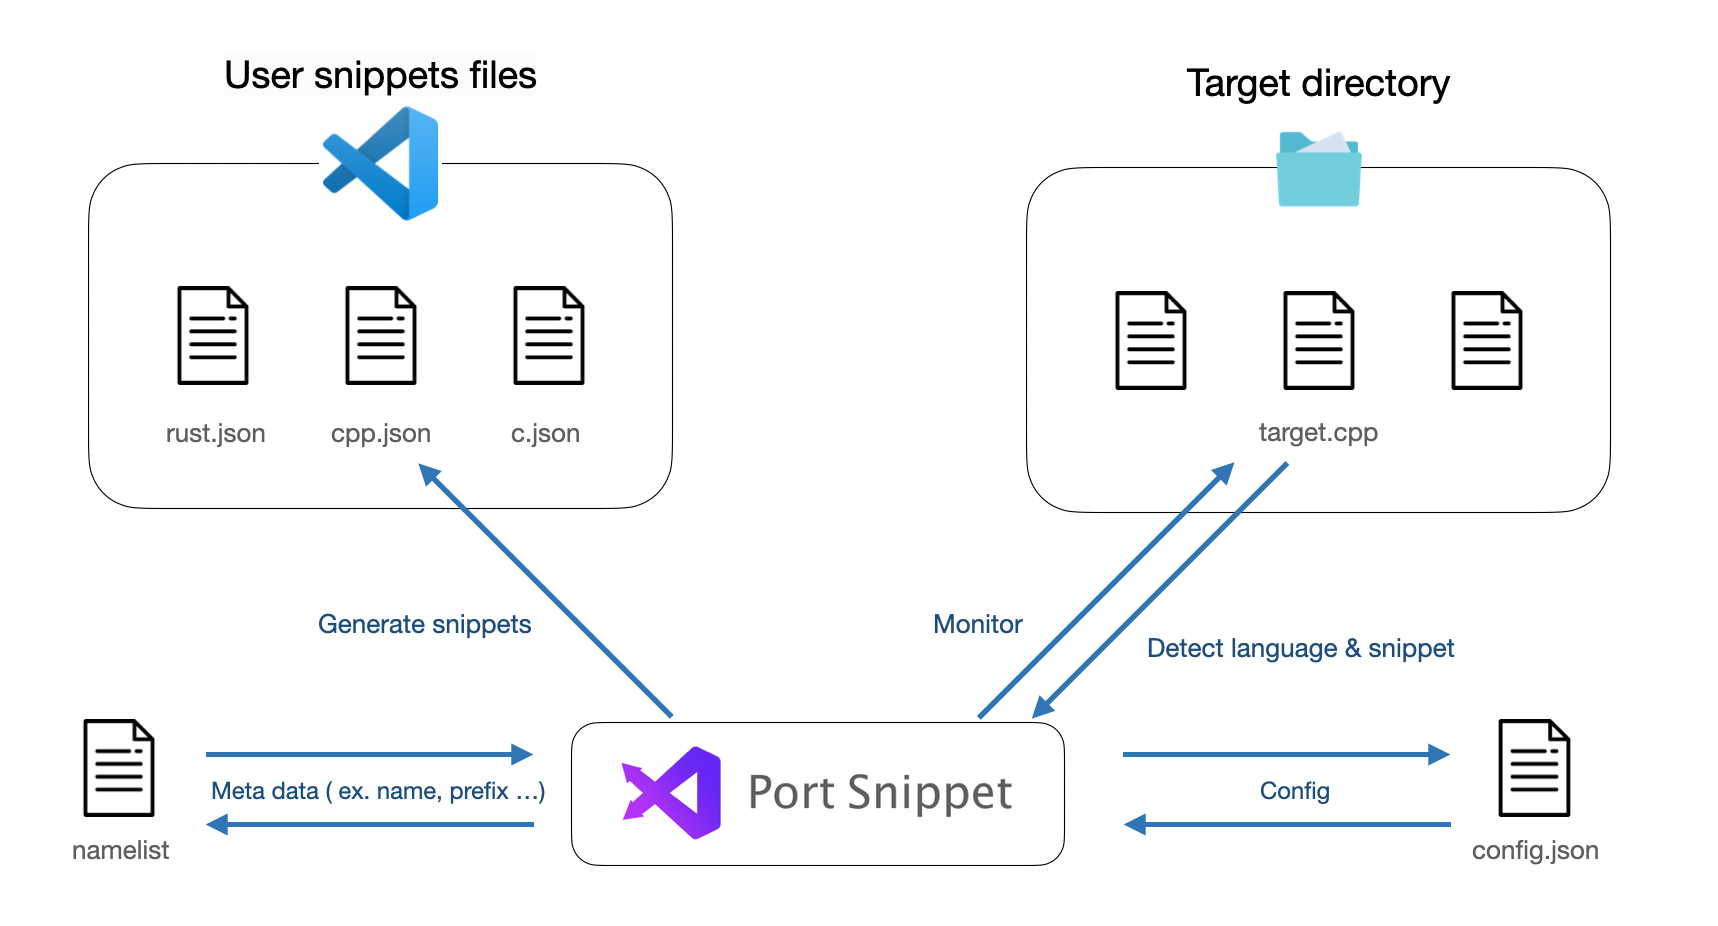 User snippets files
Target directory
rust.json
cpp.json
c.json
target.cpp
Generate snippets
Monitor
Detect language & snippet
Meta data ( ex. name, prefix ...)
Port Snippet
Config
namelist
config.json